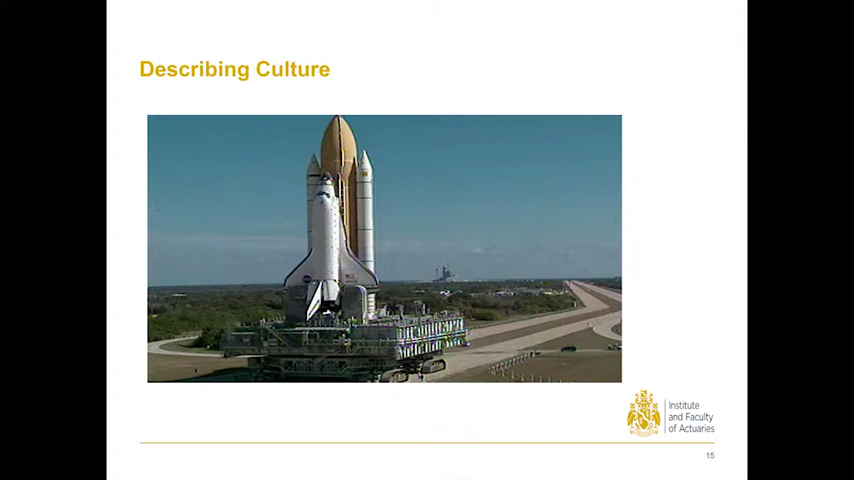 Describing Culture
Institute
and Faculty
of Actuaries
15